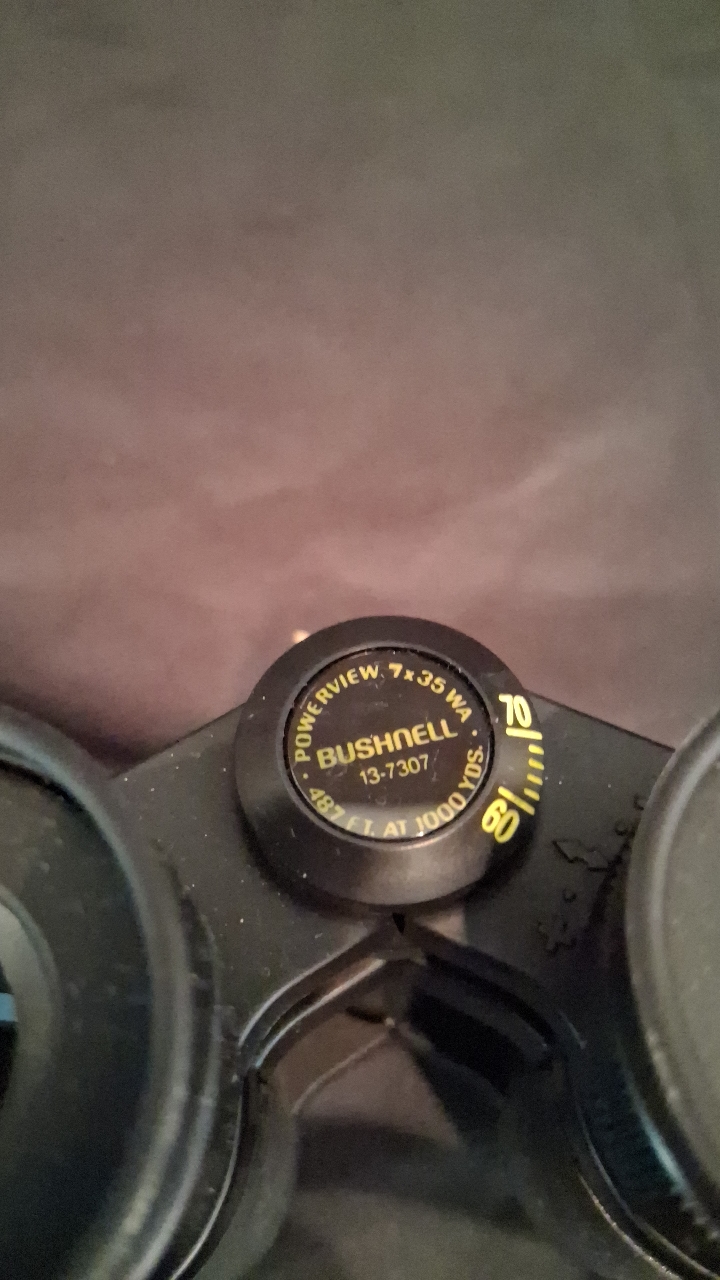 · POWERVIEW 7x35 WA ·
BUSHNELL
13-7307
487 FT. AT 1000 YDS.
70
60